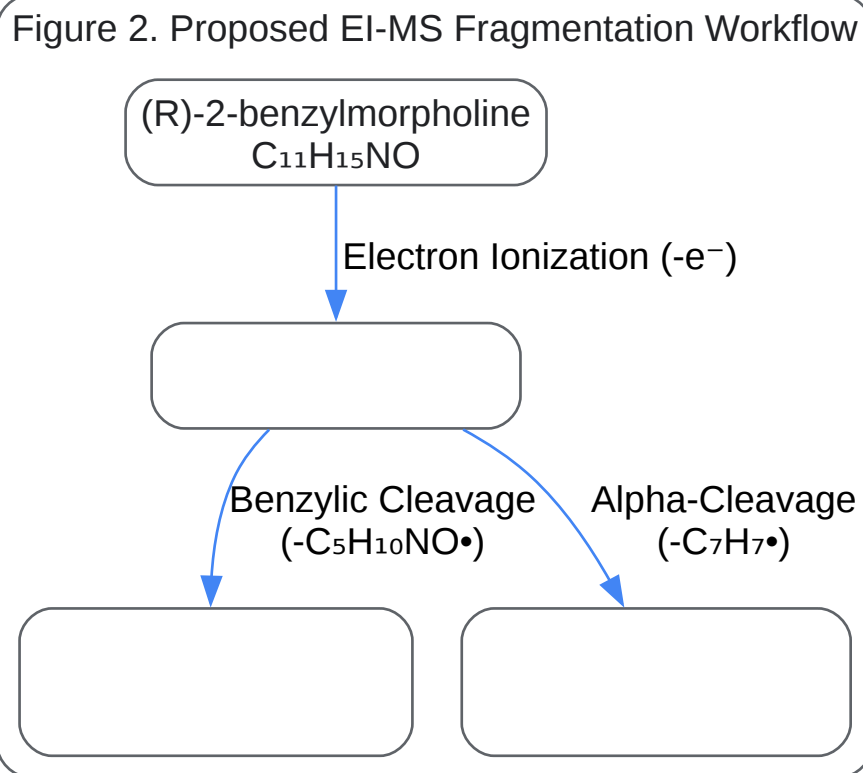 Figure 2. Proposed EI-MS Fragmentation Workflow
(R)-2-benzylmorpholine
C₁₁H₁₅NO
Electron Ionization (-e⁻)
Benzylic Cleavage
(-C₅H₁₀NO•)
Alpha-Cleavage
(-C₇H₇•)